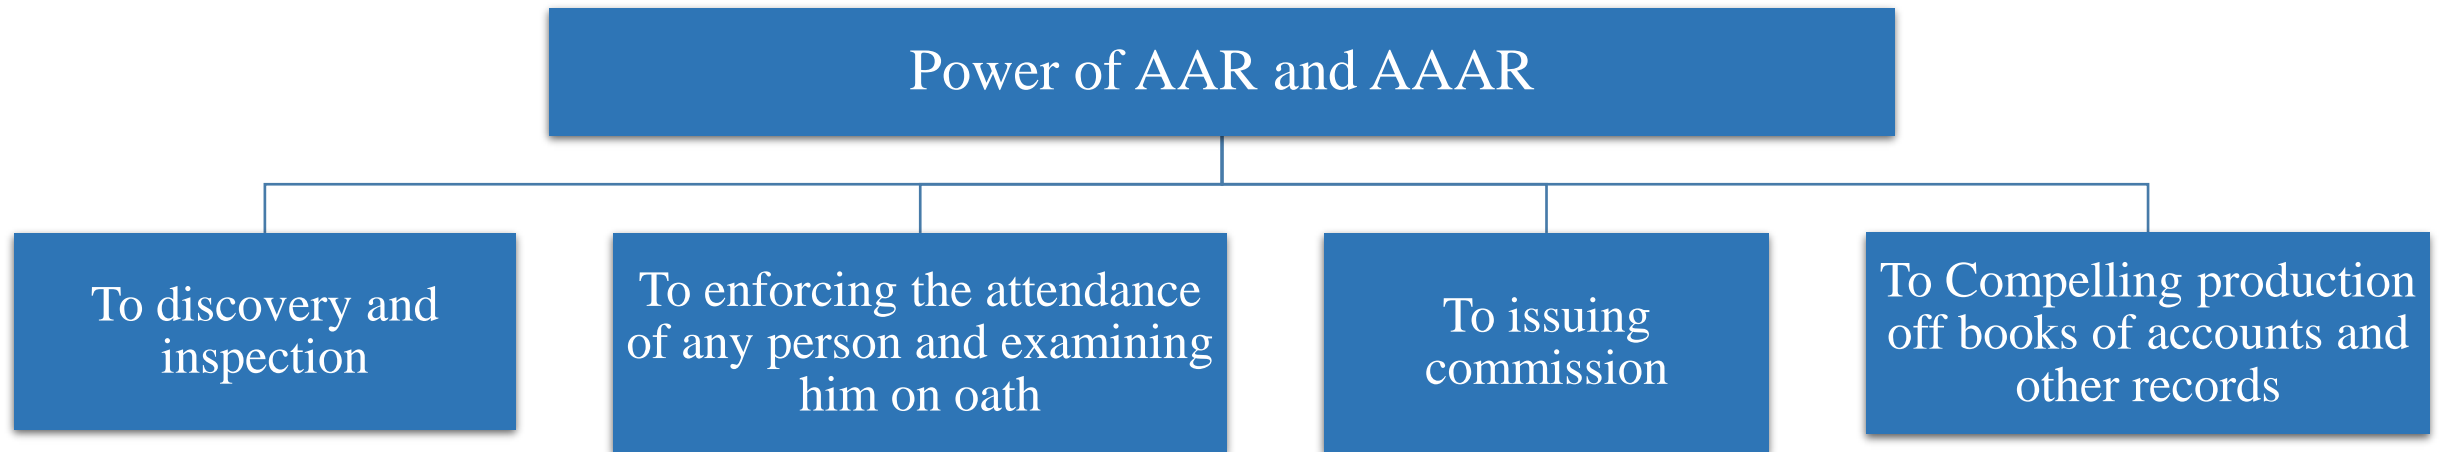 Power of AAR and AAAR
To discovery and
inspection
To enforcing the attendance
of any person and examining
him on oath
To issuing
commission
To Compelling production
off books of accounts and
other records